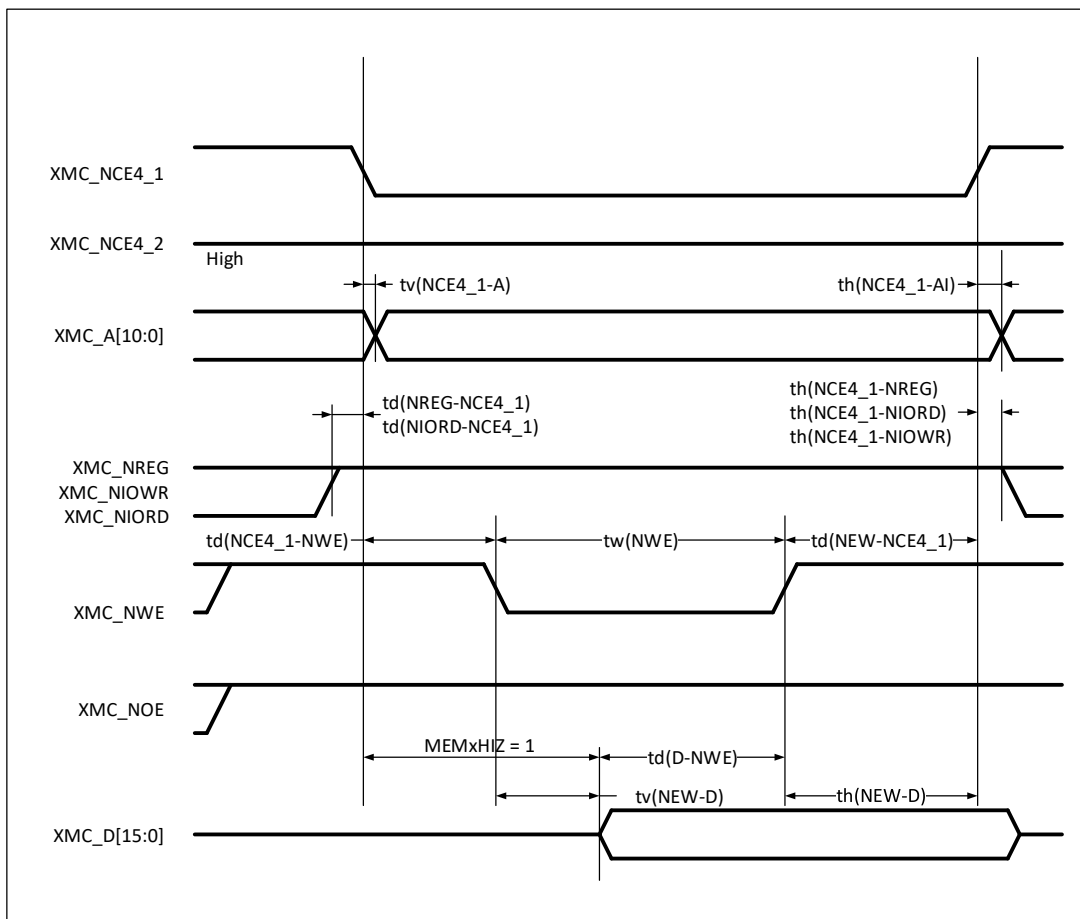 XMC_NCE4_1
XMC_NCE4_2
High
tv(NCE4_1-A)
th(NCE4_1-AI)
XMC_A[10:0]
td(NREG-NCE4_1)
td(NIORD-NCE4_1)
th(NCE4_1-NREG)
th(NCE4_1-NIORD)
th(NCE4_1-NIOWR)
XMC_NREG
XMC_NIOWR
XMC_NIORD
td(NCE4_1-NWE)
tw(NWE)
td(NEW-NCE4_1)
XMC_NWE
XMC_NOE
MEMxHIZ = 1
td(D-NWE)
tv(NEW-D)
th(NEW-D)
XMC_D[15:0]